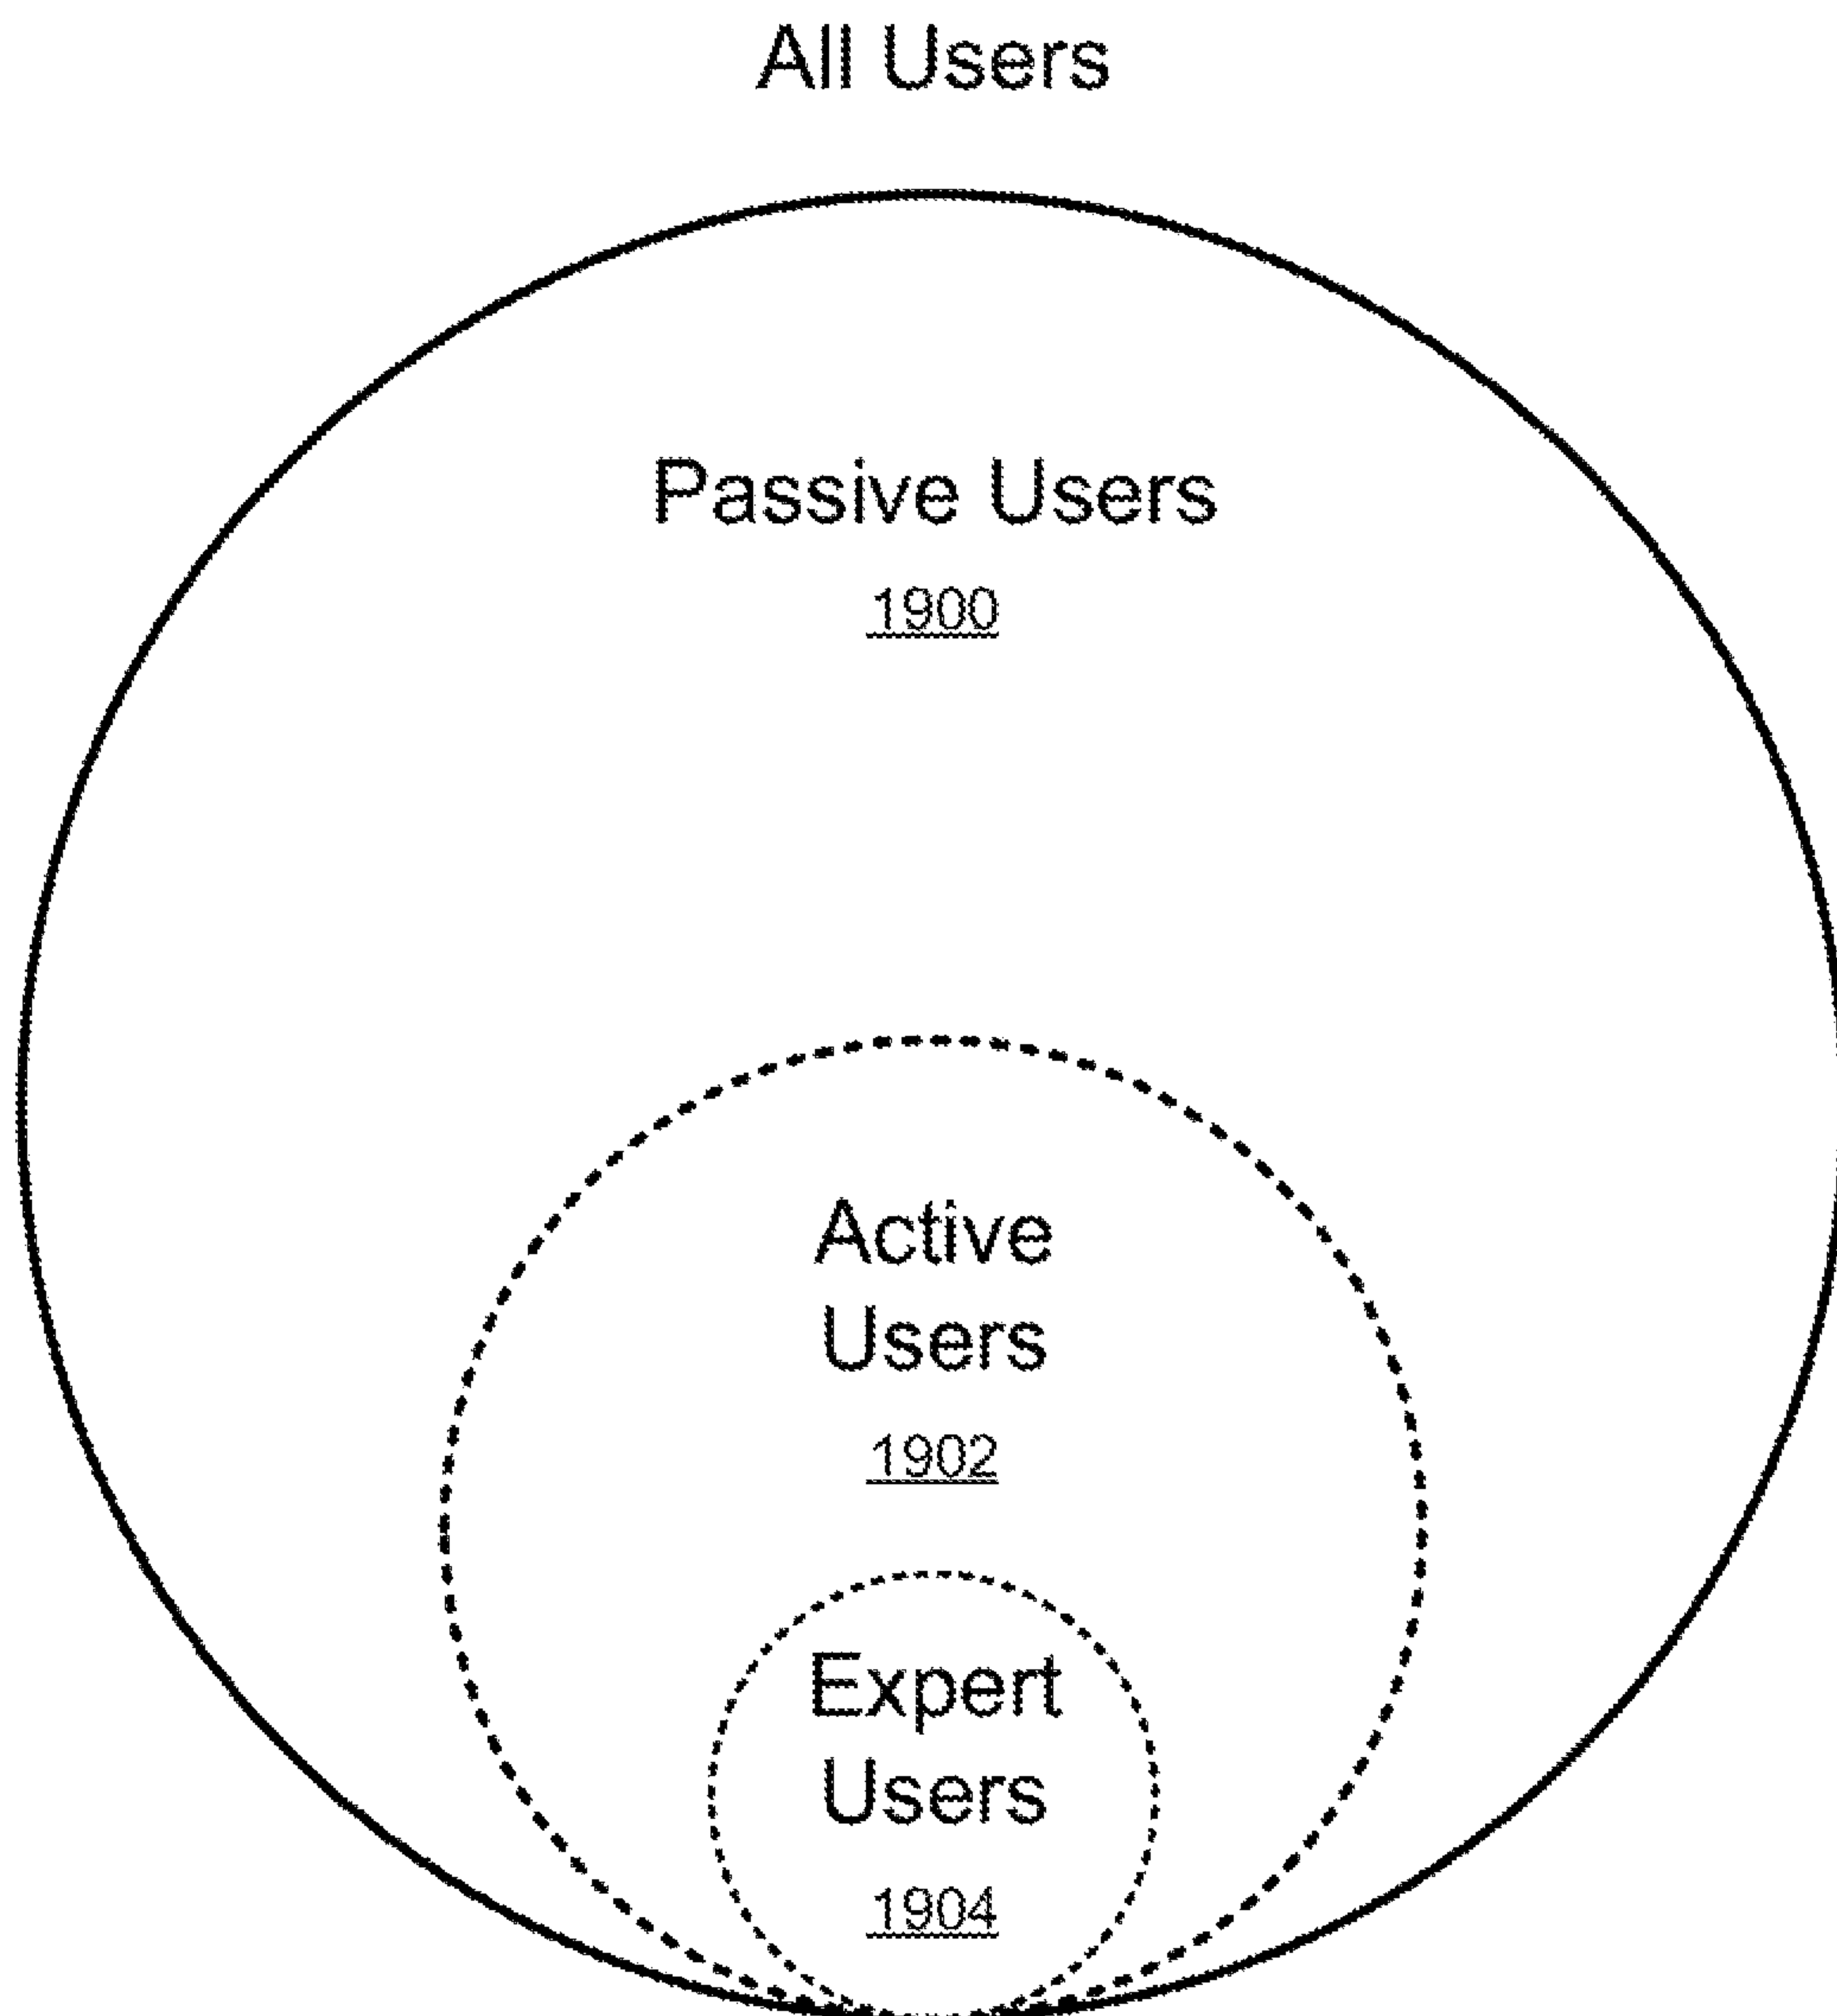 All Users
Passive Users
1900
Active
Users
1902
Expert
Users
1904